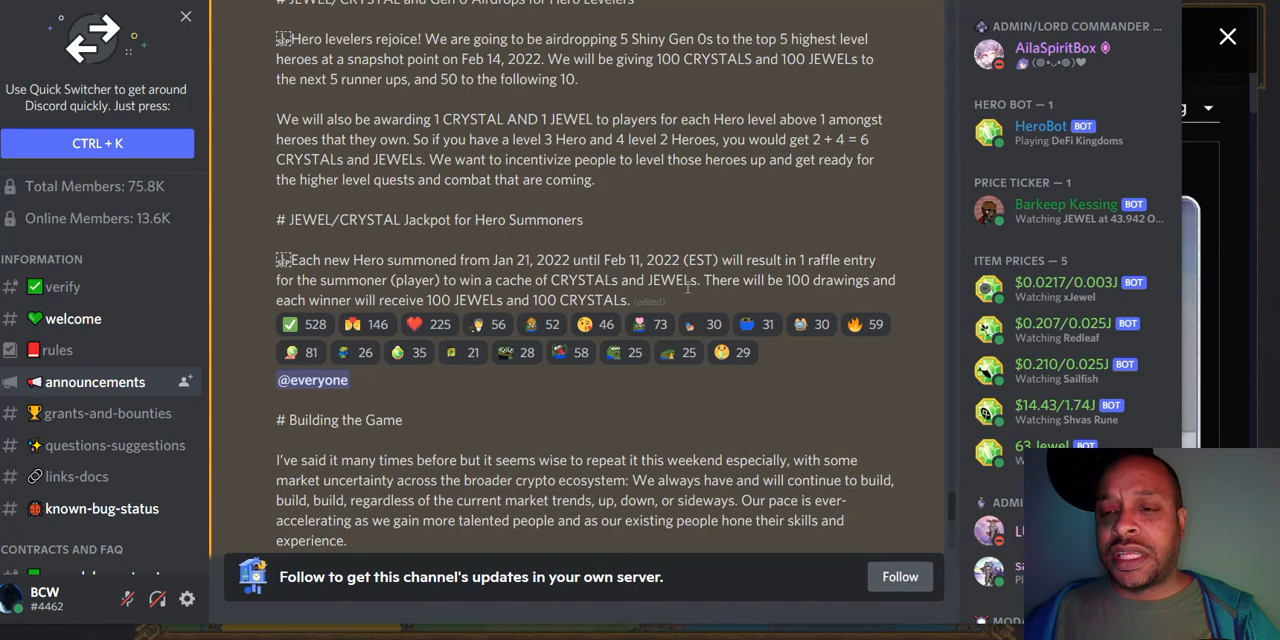 Use Quick Switcher to get around
Discord quickly. Just press:
CTRL + K
Total Members: 75.8K
Online Members: 13.6K
INFORMATION
verify
welcome
rules
announcements
grants-and-bounties
questions-suggestions
links-docs
known-bug-status
CONTRACTS AND FAQ
BCW
#4462
# JEWEL/CRYSTAL and Gen 0 Airdrops for Hero Levelers
Hero levelers rejoice! We are going to be airdropping 5 Shiny Gen 0s to the top 5 highest level
heroes at a snapshot point on Feb 14, 2022. We will be giving 100 CRYSTALS and 100 JEWELs to
the next 5 runner ups, and 50 to the following 10.
We will also be awarding 1 CRYSTAL AND 1 JEWEL to players for each Hero level above 1 amongst
heroes that they own. So if you have a level 3 Hero and 4 level 2 Heroes, you would get 2 + 4 = 6
CRYSTALs and JEWELs. We want to incentivize people to level those heroes up and get ready for
the higher level quests and combat that are coming.
# JEWEL/CRYSTAL Jackpot for Hero Summoners
Each new Hero summoned from Jan 21, 2022 until Feb 11, 2022 (EST) will result in 1 raffle entry
for the summoner (player) to win a cache of CRYSTALs and JEWELs. There will be 100 drawings and
each winner will receive 100 JEWELs and 100 CRYSTALs. (edited)
528 146 225 56 52 46 73 30 31 30 59
81 26 35 21 28 58 25 25 29
@everyone
# Building the Game
I've said it many times before but it seems wise to repeat it this weekend especially, with some
market uncertainty across the broader crypto ecosystem: We always have and will continue to build,
build, build, regardless of the current market trends, up, down, or sideways. Our pace is ever-
accelerating as we gain more talented people and as our existing people hone their skills and
experience.
Follow to get this channel's updates in your own server.
Follow
ADMIN/LORD COMMANDER ...
AilaSpiritBox
HERO BOT — 1
HeroBot BOT
Playing DeFi Kingdoms
PRICE TICKER — 1
Barkeep Kessing BOT
Watching JEWEL at 43.942 O...
ITEM PRICES — 5
$0.0217/0.003J BOT
Watching xJewel
$0.207/0.025J BOT
Watching Redleaf
$0.210/0.025J BOT
Watching Sailfish
$14.43/1.74J BOT
Watching Shvas Rune
63 Jewel BOT
ADMI